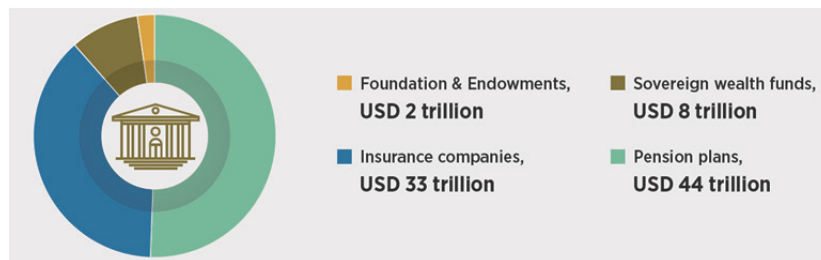 Foundation & Endowments,
USD 2 trillion
Sovereign wealth funds,
USD 8 trillion
Insurance companies,
USD 33 trillion
Pension plans,
USD 44 trillion